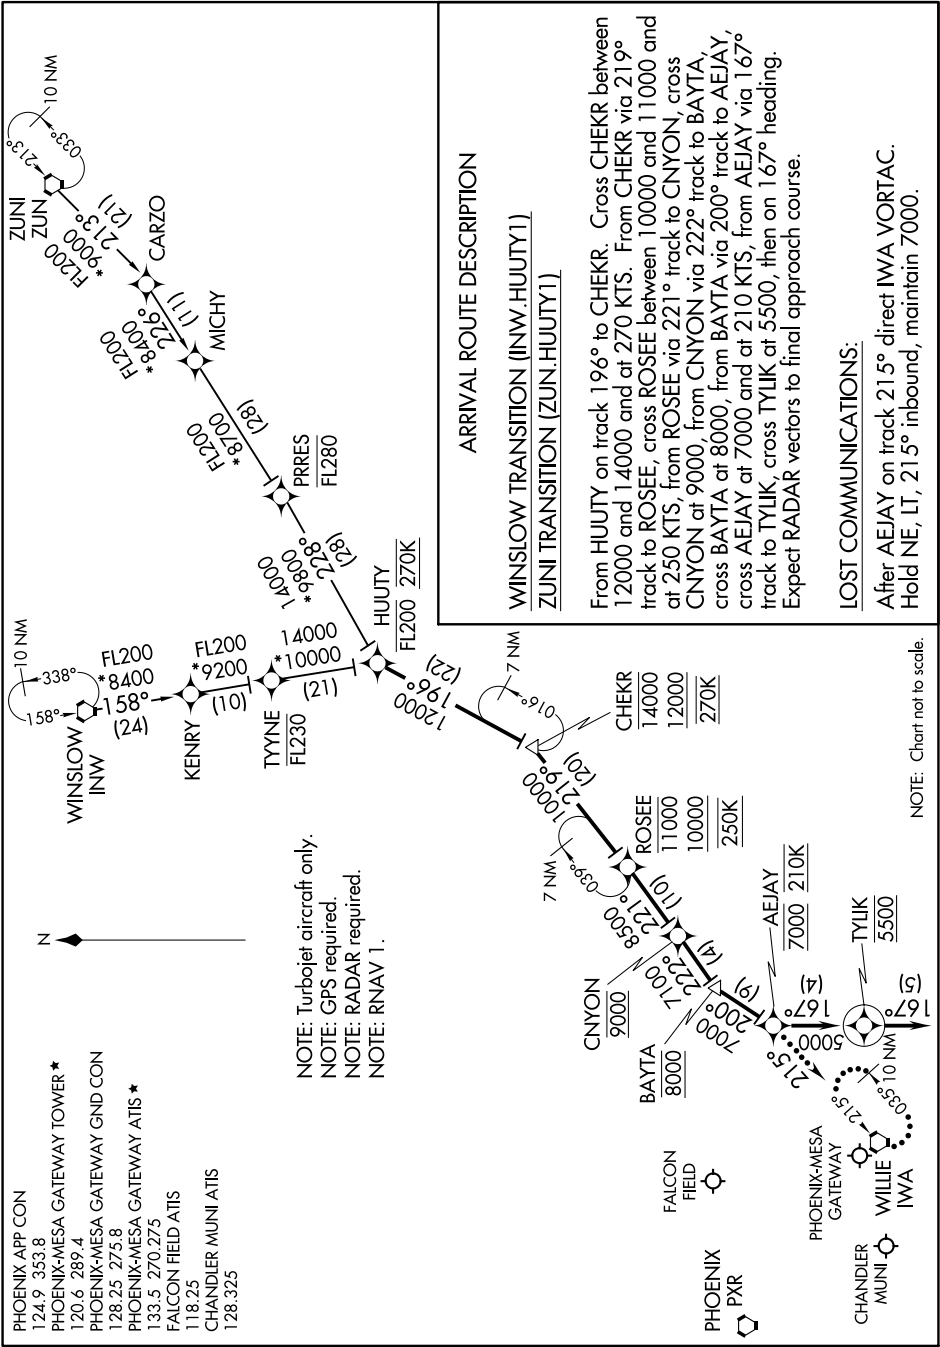 PHOENIX APP CON
124.9 353.8
PHOENIX-MESA GATEWAY TOWER ★
120.6 289.4
PHOENIX-MESA GATEWAY GND CON
128.25 275.8
PHOENIX-MESA GATEWAY ATIS ★
133.5 270.275
FALCON FIELD ATIS
118.25
CHANDLER MUNI ATIS
128.325
N
NOTE: Turbojet aircraft only.
NOTE: GPS required.
NOTE: RADAR required.
NOTE: RNAV 1.
WINSLOW
INW
158°
338°
10 NM
FL200
*8400
158°
(24)
KENRY
FL200
*9200
(10)
TYYNE
FL230
14000
*10000
(21)
ZUNI
ZUN
213°
033°
10 NM
FL200
*9000
213°
(21)
CARZO
FL200
*8400
226°
(11)
MICHY
FL200
*8700
(28)
PRRES
FL280
14000
*9800
228°
(28)
HUUTY
FL200 270K
12000
196°
(22)
7 NM
016°
CHEKR
14000
12000
270K
10000
219°
(20)
7 NM
039°
ROSEE
11000
10000
250K
8500
221°
(10)
CNYON
9000
7100
222°
(4)
BAYTA
8000
7000
200°
(9)
AEJAY
7000 210K
167°
(4)
5000
TYLIK
5500
167°
(5)
215°
215°
035°
10 NM
PHOENIX-MESA
GATEWAY
WILLIE
IWA
FALCON
FIELD
PHOENIX
PXR
CHANDLER
MUNI
NOTE: Chart not to scale.
ARRIVAL ROUTE DESCRIPTION
WINSLOW TRANSITION (INW.HUUTY1)
ZUNI TRANSITION (ZUN.HUUTY1)
From HUUTY on track 196° to CHEKR. Cross CHEKR between
12000 and 14000 and at 270 KTS. From CHEKR via 219°
track to ROSEE, cross ROSEE between 10000 and 11000 and
at 250 KTS, from ROSEE via 221° track to CNYON, cross
CNYON at 9000, from CNYON via 222° track to BAYTA,
cross BAYTA at 8000, from BAYTA via 200° track to AEJAY,
cross AEJAY at 7000 and at 210 KTS, from AEJAY via 167°
track to TYLIK, cross TYLIK at 5500, then on 167° heading.
Expect RADAR vectors to final approach course.
LOST COMMUNICATIONS:
After AEJAY on track 215° direct IWA VORTAC.
Hold NE, LT, 215° inbound, maintain 7000.